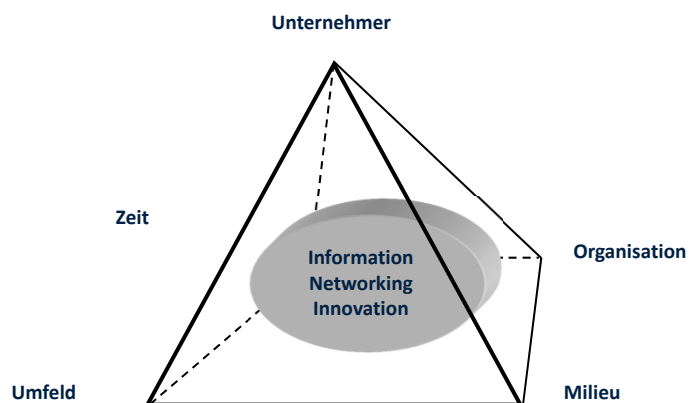 Unternehmer
Zeit
Organisation
Information
Networking
Innovation
Umfeld
Milieu